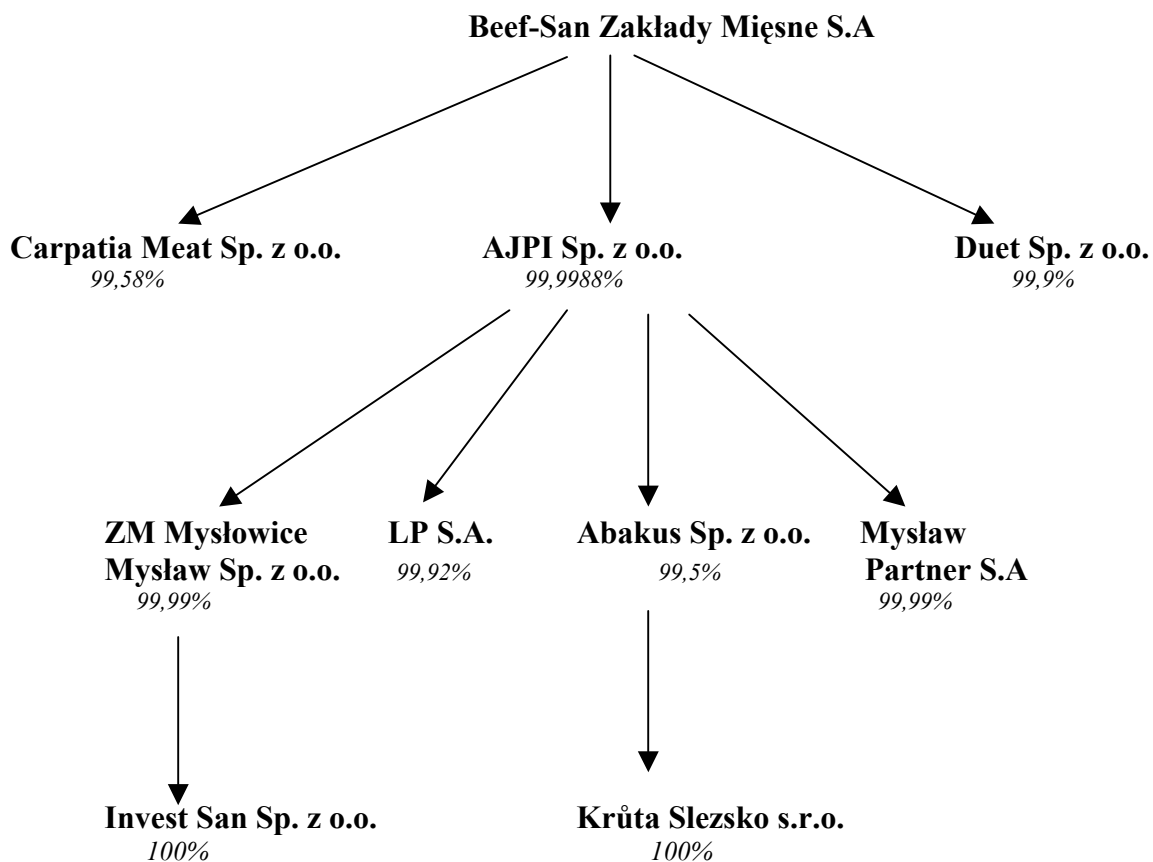 Beef-San Zakłady Mięsne S.A
Carpatia Meat Sp. z o.o.
99,58%
AJPI Sp. z o.o.
99,9988%
Duet Sp. z o.o.
99,9%
ZM Mysłowice
Mysław Sp. z o.o.
99,99%
LP S.A.
99,92%
Abakus Sp. z o.o.
99,5%
Mysław
Partner S.A
99,99%
Invest San Sp. z o.o.
100%
Krůta Slezsko s.r.o.
100%